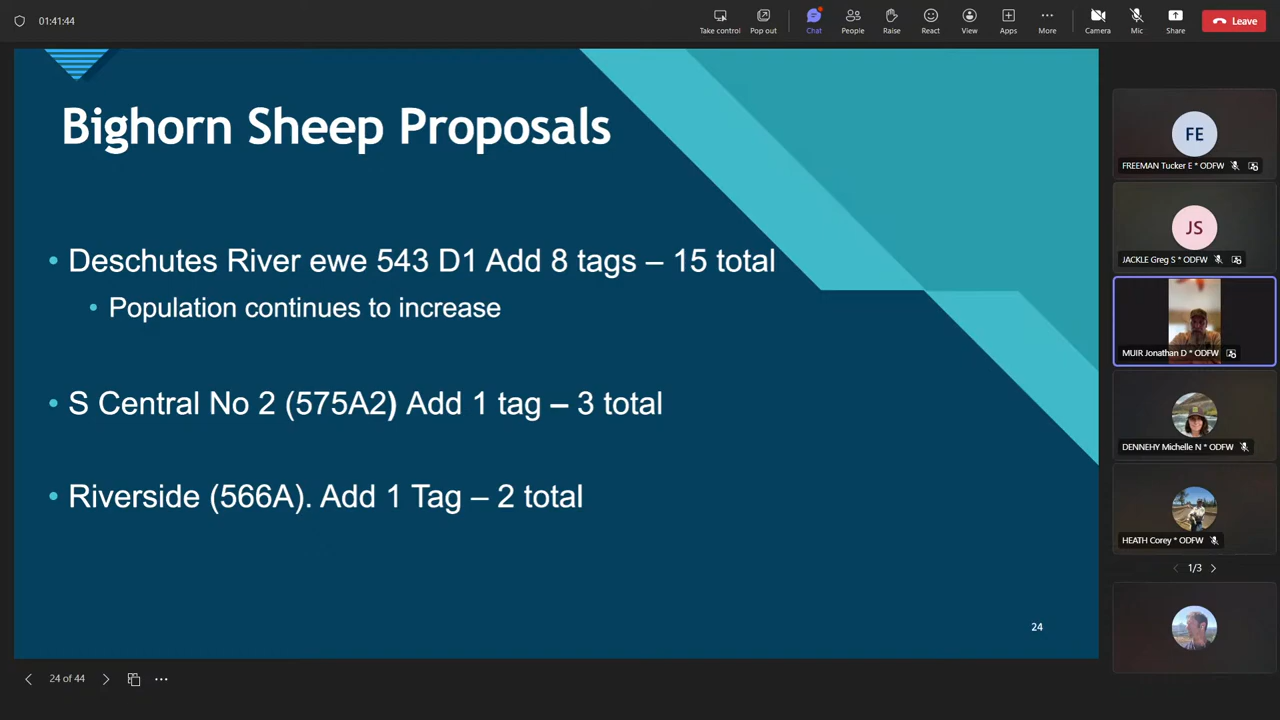 01:41:44
Take control
Pop out
Chat
People
Raise
React
View
Apps
More
Camera
Mic
Share
Leave
Bighorn Sheep Proposals
• Deschutes River ewe 543 D1 Add 8 tags – 15 total
• Population continues to increase
• S Central No 2 (575A2) Add 1 tag – 3 total
• Riverside (566A). Add 1 Tag – 2 total
24
24 of 44
FE
FREEMAN Tucker E * ODFW
JS
JACKLE Greg S * ODFW
MUIR Jonathan D * ODFW
DENNEHY Michelle N * ODFW
HEATH Corey * ODFW
1/3